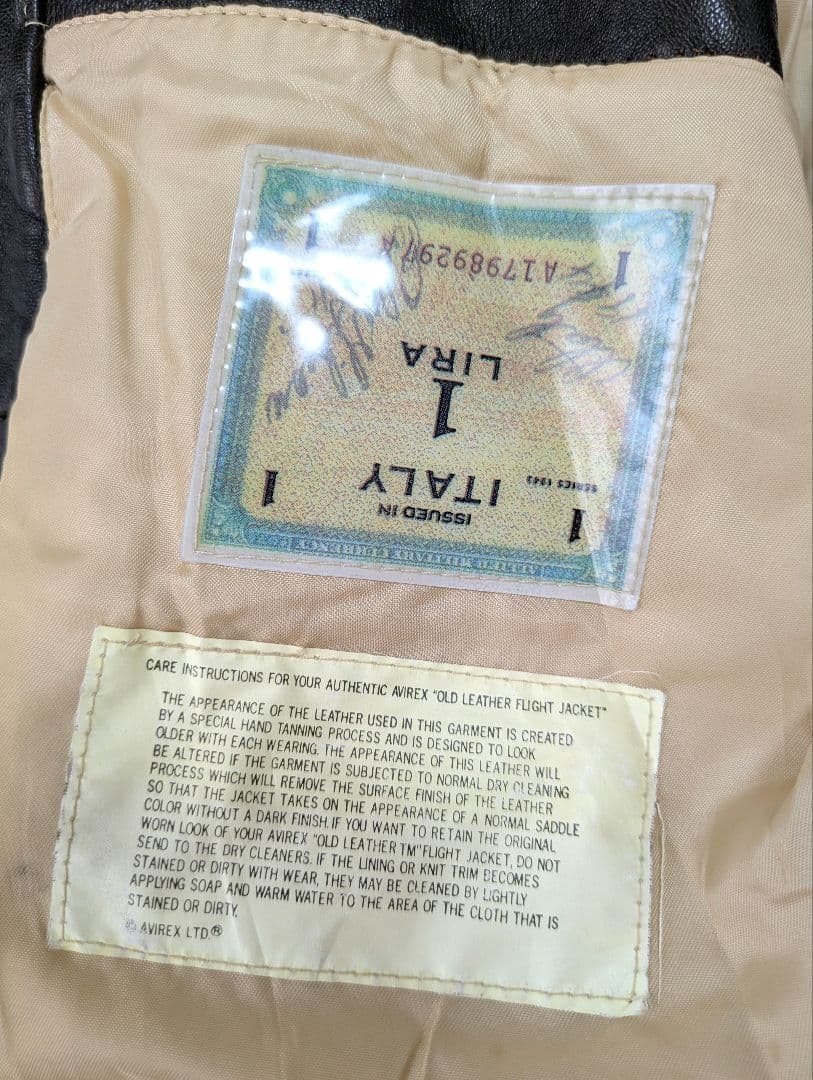 ISSUED IN
ITALY
SERIES 1943
1
LIRA
A17989297A
1
1
1
1
CARE INSTRUCTIONS FOR YOUR AUTHENTIC AVIREX "OLD LEATHER FLIGHT JACKET"
THE APPEARANCE OF THE LEATHER USED IN THIS GARMENT IS CREATED
BY A SPECIAL HAND TANNING PROCESS AND IS DESIGNED TO LOOK
OLDER WITH EACH WEARING. THE APPEARANCE OF THIS LEATHER WILL
BE ALTERED IF THE GARMENT IS SUBJECTED TO NORMAL DRY CLEANING
PROCESS WHICH WILL REMOVE THE SURFACE FINISH OF THE LEATHER
SO THAT THE JACKET TAKES ON THE APPEARANCE OF A NORMAL SADDLE
COLOR WITHOUT A DARK FINISH. IF YOU WANT TO RETAIN THE ORIGINAL
WORN LOOK OF YOUR AVIREX "OLD LEATHER TM" FLIGHT JACKET, DO NOT
SEND TO THE DRY CLEANERS. IF THE LINING OR KNIT TRIM BECOMES
STAINED OR DIRTY WITH WEAR, THEY MAY BE CLEANED BY LIGHTLY
APPLYING SOAP AND WARM WATER TO THE AREA OF THE CLOTH THAT IS
STAINED OR DIRTY.
© AVIREX LTD.®